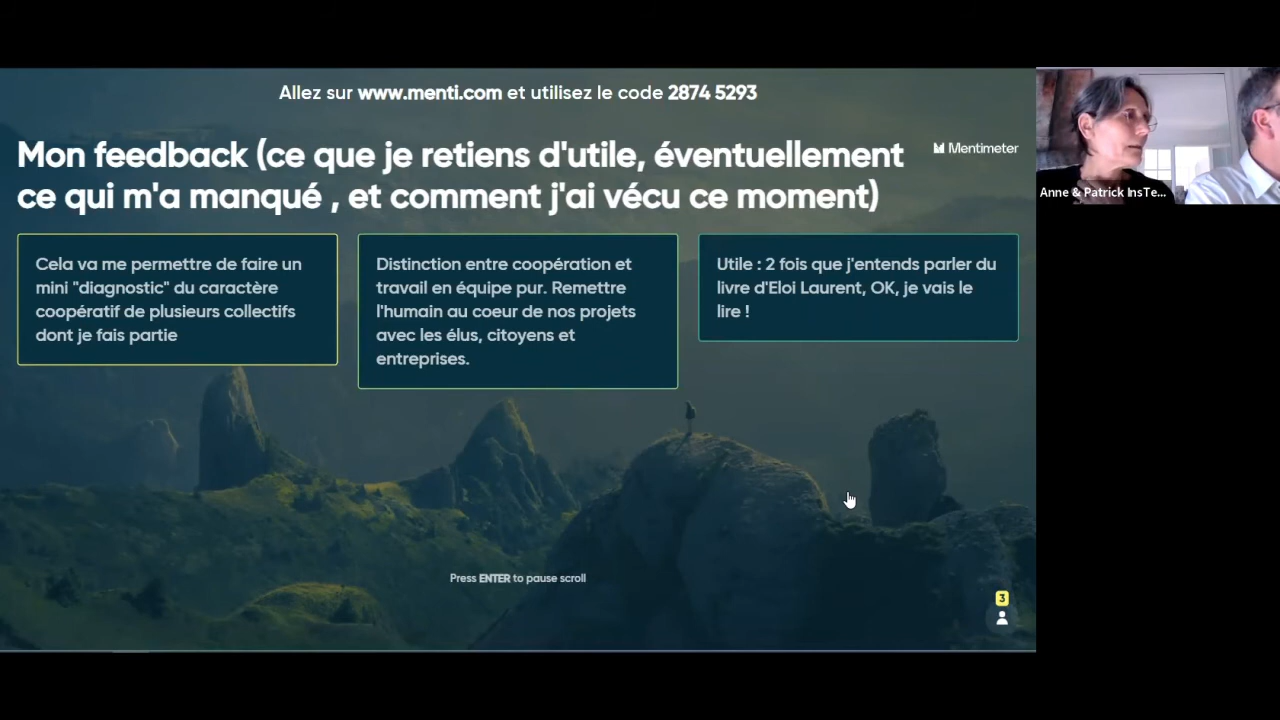 Allez sur www.menti.com et utilisez le code 2874 5293
Mon feedback (ce que je retiens d'utile, éventuellement
ce qui m'a manqué , et comment j'ai vécu ce moment)
Mentimeter
Cela va me permettre de faire un
mini "diagnostic" du caractère
coopératif de plusieurs collectifs
dont je fais partie
Distinction entre coopération et
travail en équipe pur. Remettre
l'humain au coeur de nos projets
avec les élus, citoyens et
entreprises.
Utile : 2 fois que j'entends parler du
livre d'Eloi Laurent, OK, je vais le
lire !
Press ENTER to pause scroll
3
Anne & Patrick InsTe...